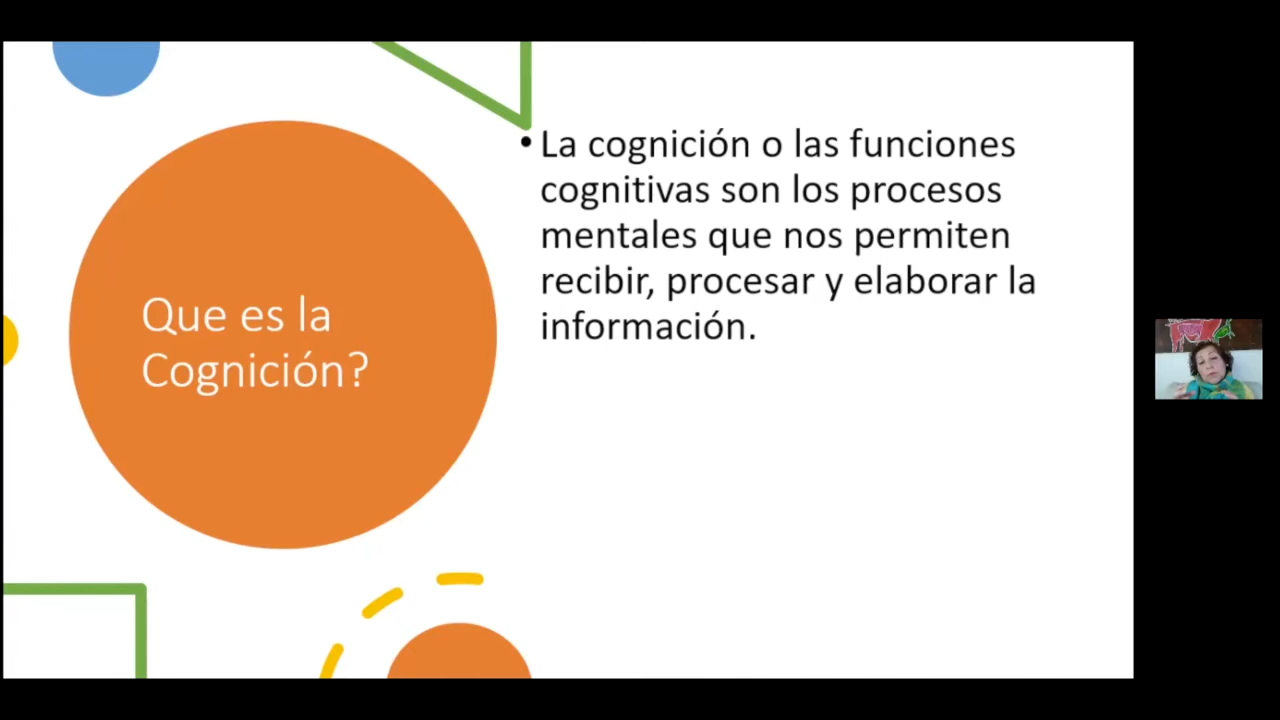 Que es la
Cognición?
• La cognición o las funciones
cognitivas son los procesos
mentales que nos permiten
recibir, procesar y elaborar la
información.